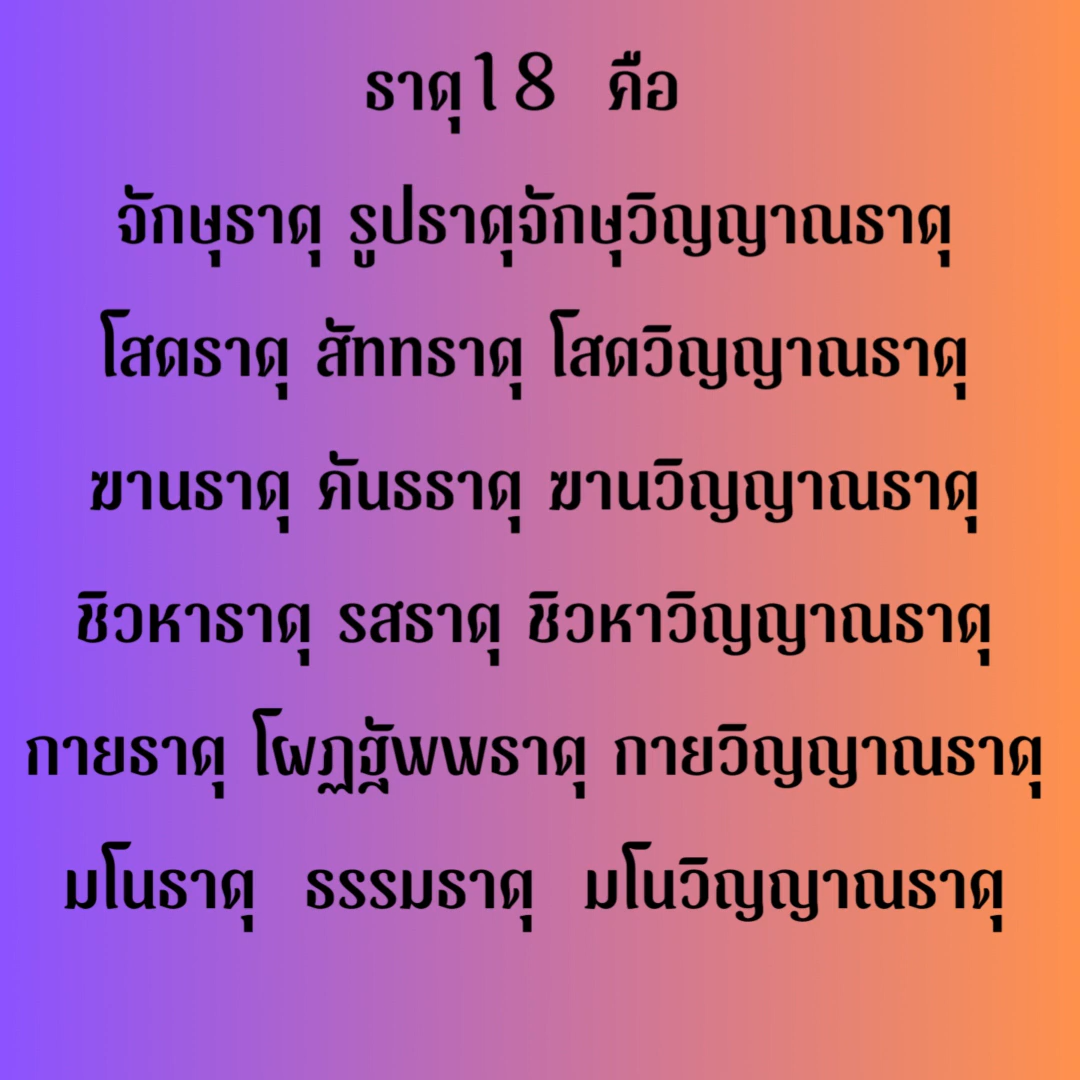 ธาตุ18 คือ
จักษุธาตุ รูปธาตุจักษุวิญญาณธาตุ
โสตธาตุ สัททธาตุ โสตวิญญาณธาตุ
ฆานธาตุ คันธธาตุ ฆานวิญญาณธาตุ
ชิวหาธาตุ รสธาตุ ชิวหาวิญญาณธาตุ
กายธาตุ โผฏฐัพพธาตุ กายวิญญาณธาตุ
มโนธาตุ ธรรมธาตุ มโนวิญญาณธาตุ